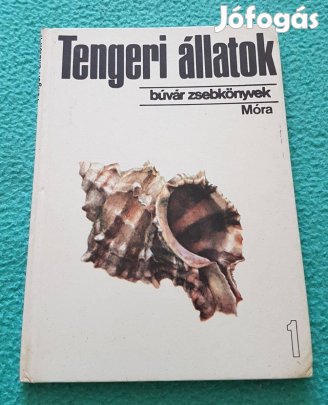 Jófogás
Tengeri állatok
búvár zsebkönyvek
Móra
1